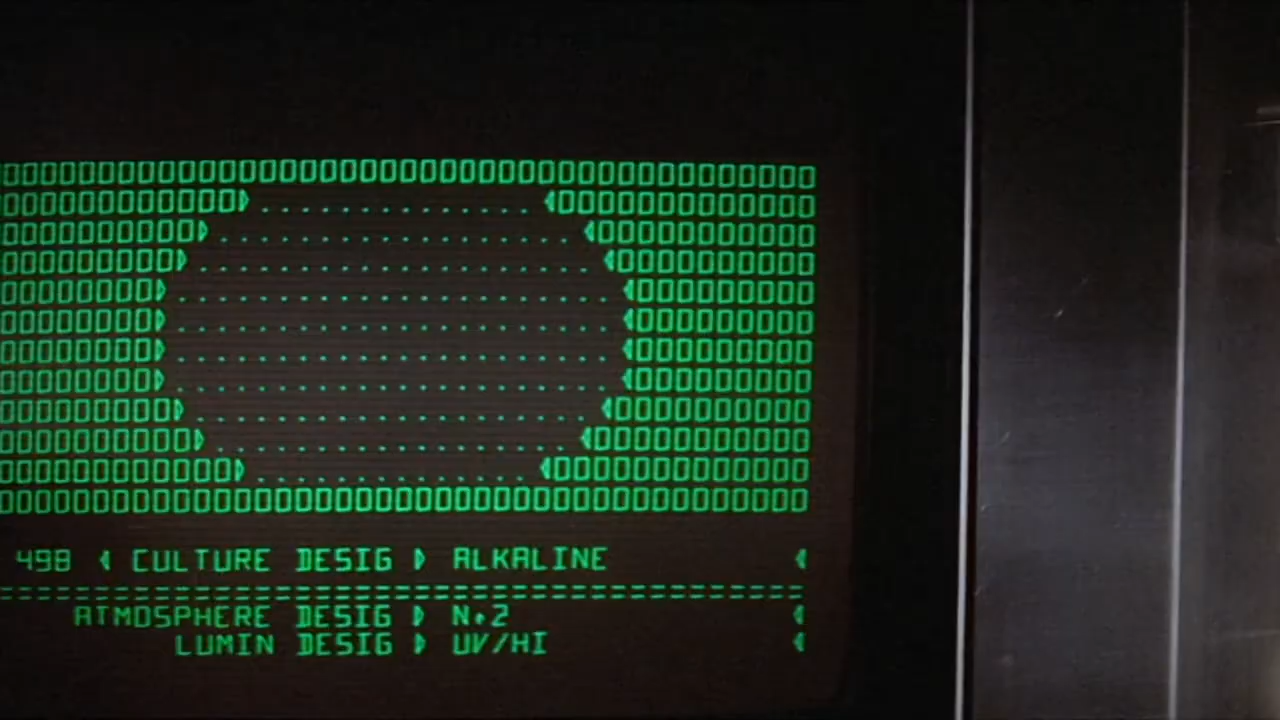 498 CULTURE DESIG ALKALINE
ATMOSPHERE DESIG N.2
LUMIN DESIG UV/HI